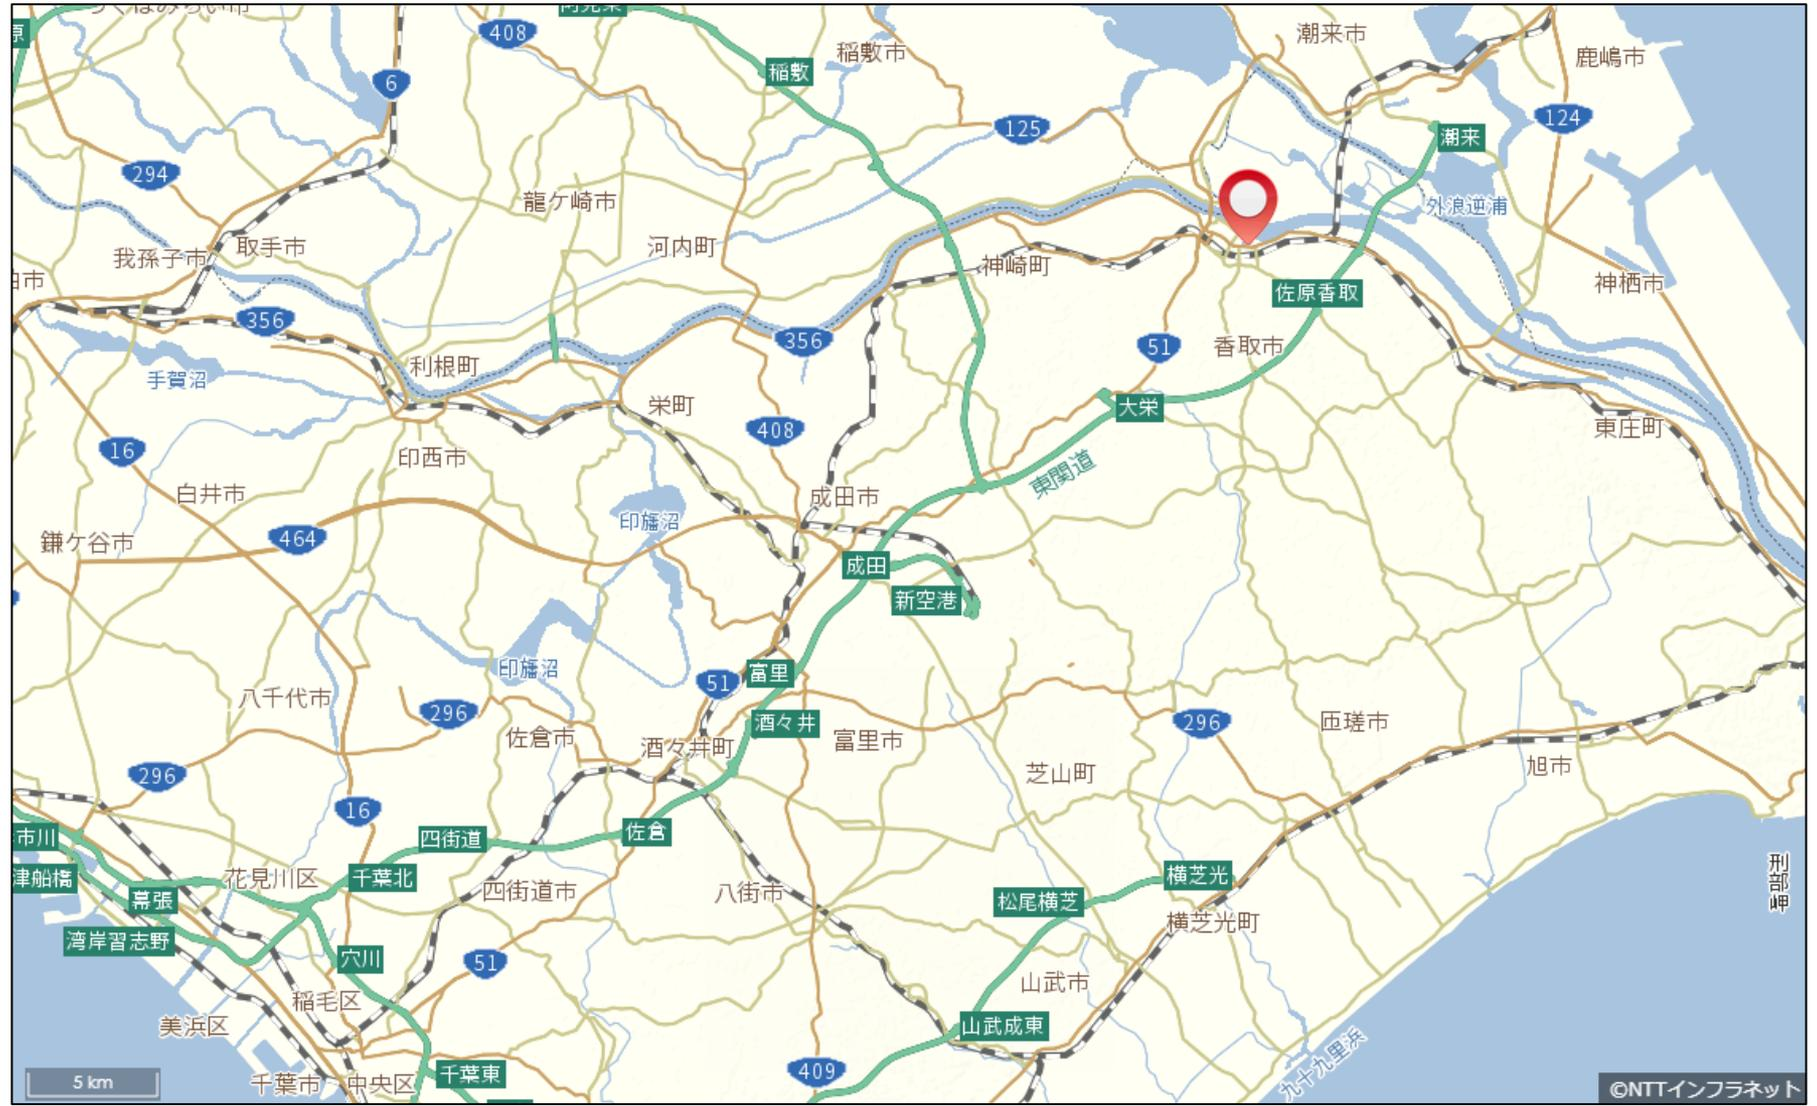 408
稲敷
稲敷市
潮来市
鹿嶋市
6
125
124
潮来
294
龍ケ崎市
外浪逆浦
取手市
我孫子市
河内町
神崎町
佐原香取
神栖市
356
356
51
香取市
利根町
手賀沼
栄町
大栄
408
東庄町
16
印西市
東関道
白井市
成田市
印旛沼
464
鎌ケ谷市
成田
新空港
印旛沼
富里
51
八千代市
296
佐倉市
酒々井
酒々井町
富里市
296
匝瑳市
芝山町
旭市
296
16
市川
四街道
佐倉
津船橋
花見川区
千葉北
四街道市
八街市
横芝光
松尾横芝
刑部岬
幕張
湾岸習志野
横芝光町
穴川
51
山武市
稲毛区
美浜区
山武成東
九十九里浜
409
千葉東
千葉市
中央区
5 km
©NTTインフラネット